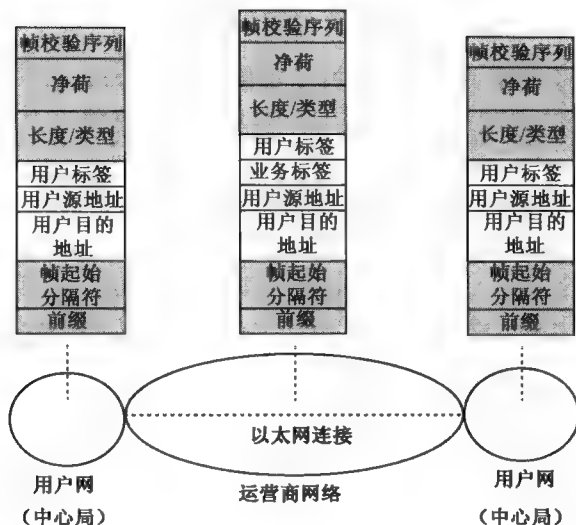 帧校验序列
净荷
长度/类型
用户标签
用户源地址
用户目的
地址
帧起始
分隔符
前缀
帧校验序列
净荷
长度/类型
用户标签
业务标签
用户源地址
用户目的
地址
帧起始
分隔符
前缀
帧校验序列
净荷
长度/类型
用户标签
用户源地址
用户目的
地址
帧起始
分隔符
前缀
以太网连接
用户网
(中心局)
运营商网络
用户网
(中心局)